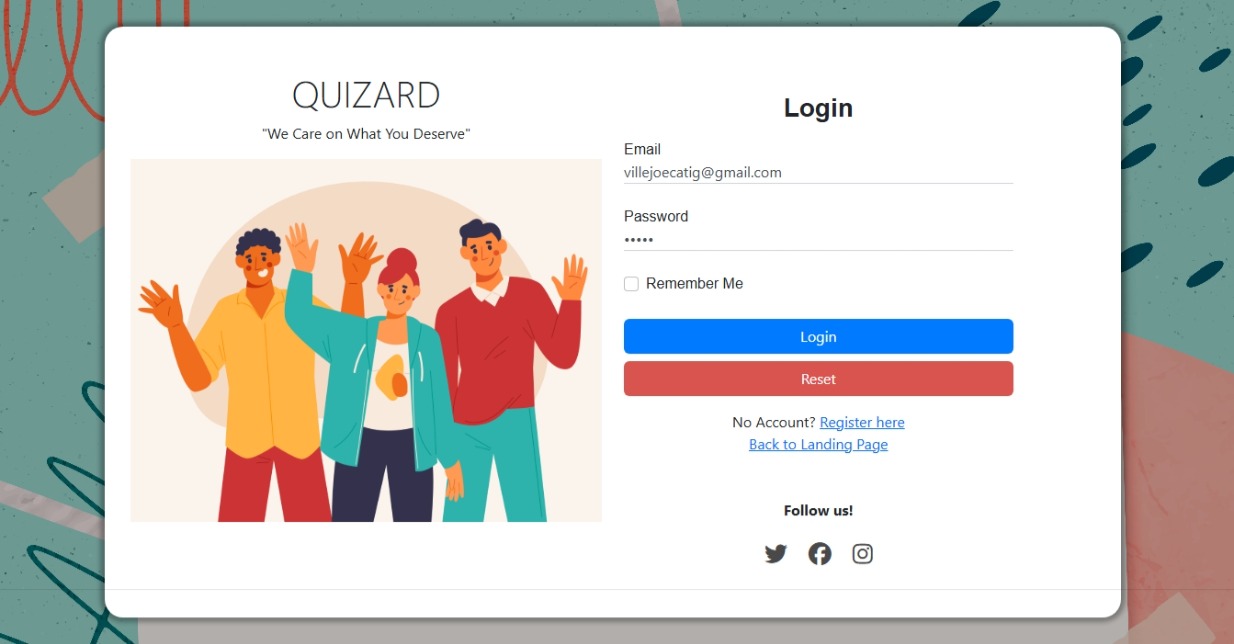 QUIZARD
"We Care on What You Deserve"
Login
Email
villejoecatig@gmail.com
Password
•••••
Remember Me
Login
Reset
No Account? Register here
Back to Landing Page
Follow us!